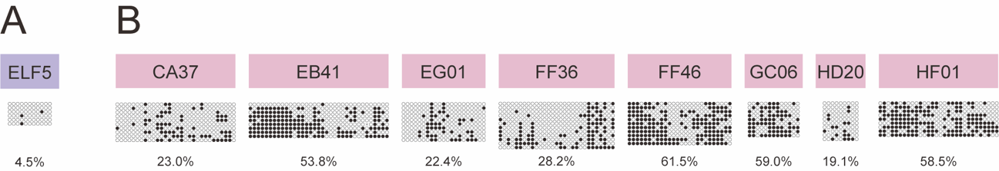 A B
ELF5 CA37 EB41 EG01 FF36 FF46 GC06 HD20 HF01
4.5% 23.0% 53.8% 22.4% 28.2% 61.5% 59.0% 19.1% 58.5%